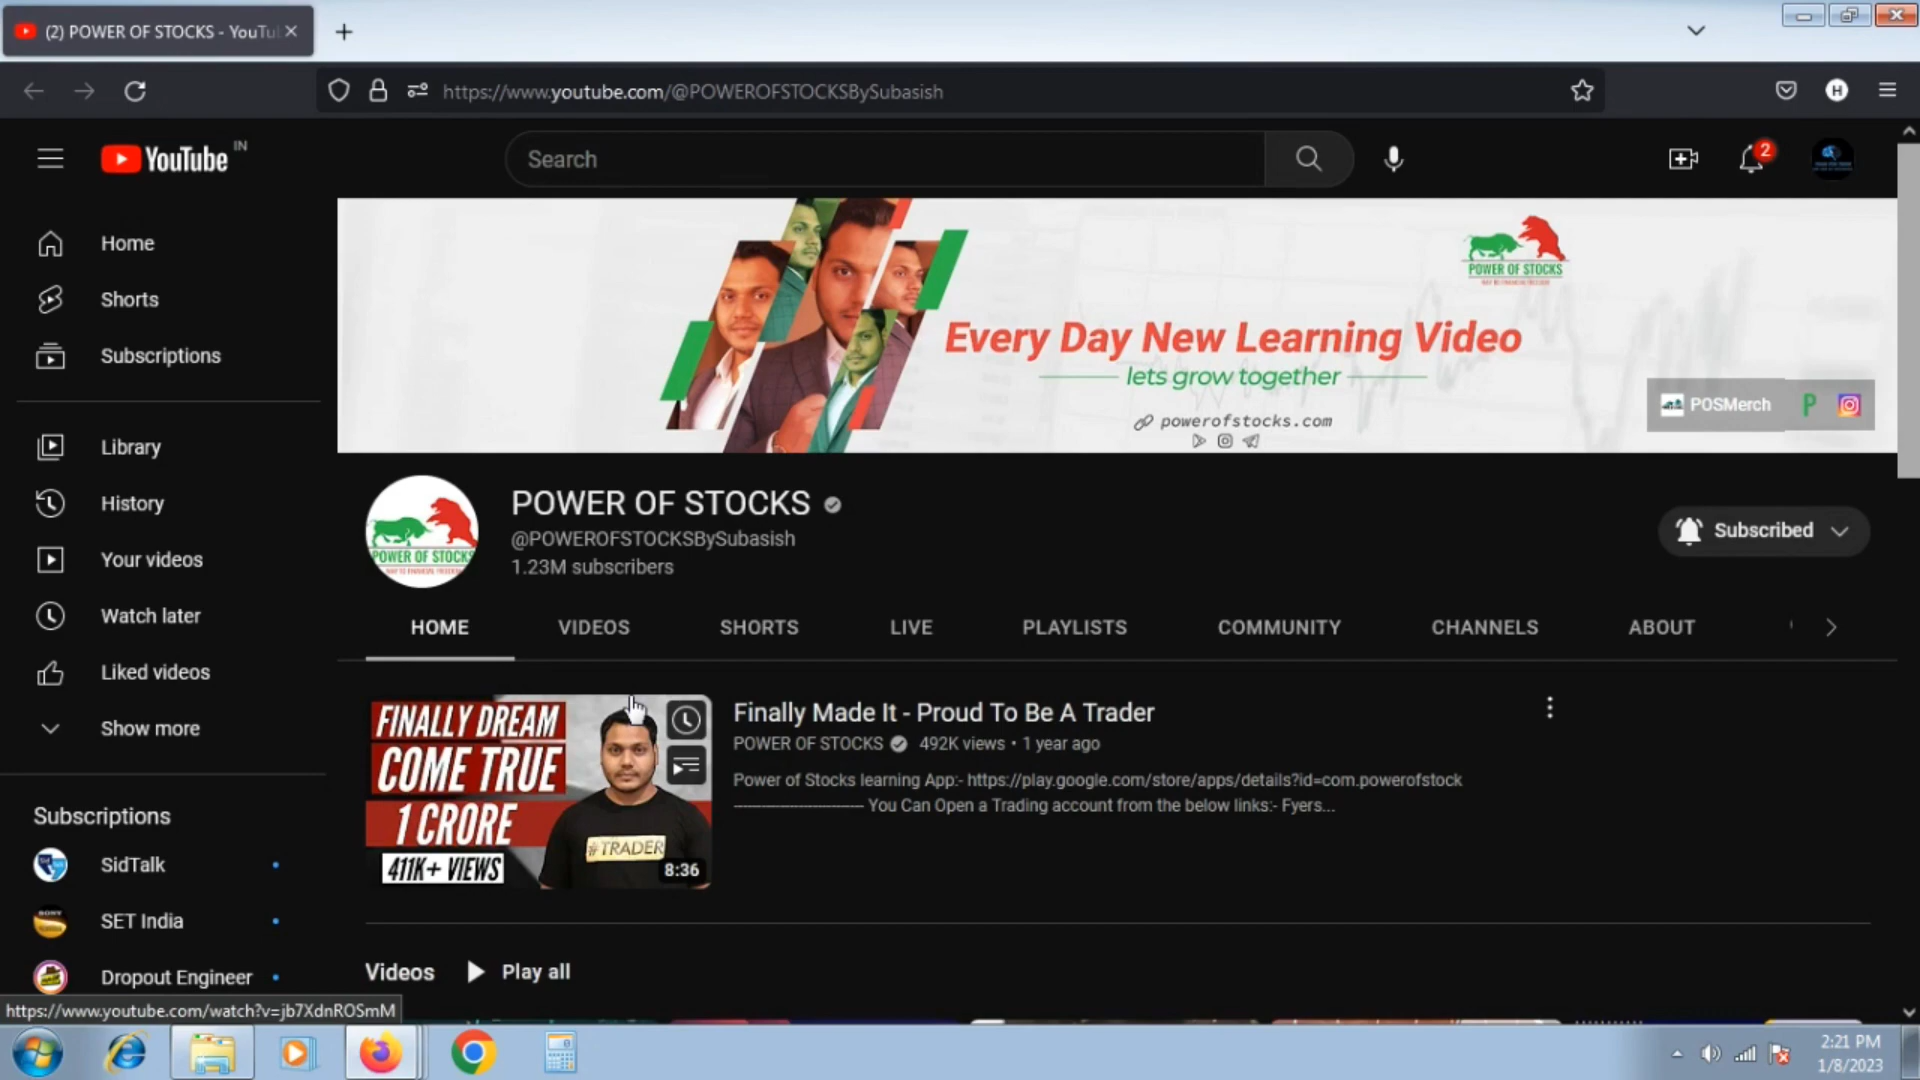 (2) POWER OF STOCKS - YouTu
https://www.youtube.com/@POWEROFSTOCKSBySubasish
H
YouTube IN
Search
2
Home
Shorts
Subscriptions
Library
History
Your videos
Watch later
Liked videos
Show more
Subscriptions
SidTalk
SET India
Dropout Engineer
https://www.youtube.com/watch?v=jb7XdnROSmM
POWER OF STOCKS
Every Day New Learning Video
lets grow together
powerofstocks.com
POSMerch
POWER OF STOCKS
POWER OF STOCKS
@POWEROFSTOCKSBySubasish
1.23M subscribers
Subscribed
HOME VIDEOS SHORTS LIVE PLAYLISTS COMMUNITY CHANNELS ABOUT
FINALLY DREAM
COME TRUE
1 CRORE
411K+ VIEWS
#TRADER
8:36
Finally Made It - Proud To Be A Trader
POWER OF STOCKS 492K views • 1 year ago
Power of Stocks learning App:- https://play.google.com/store/apps/details?id=com.powerofstock
---------------------------- You Can Open a Trading account from the below links:- Fyers...
Videos Play all
2:21 PM
1/8/2023